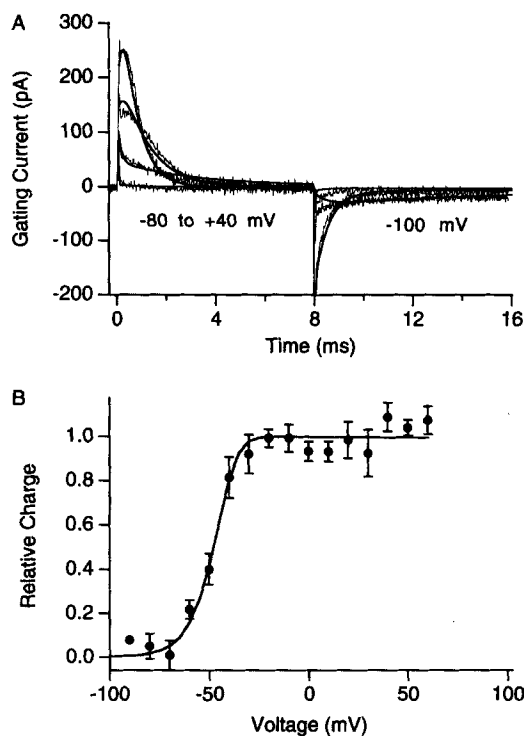 A
Gating Current (pA)
300
200
100
0
-100
-200
-80 to +40 mV
-100 mV
0
4
8
12
16
Time (ms)
B
Relative Charge
1.0
0.8
0.6
0.4
0.2
0.0
-100
-50
0
50
100
Voltage (mV)